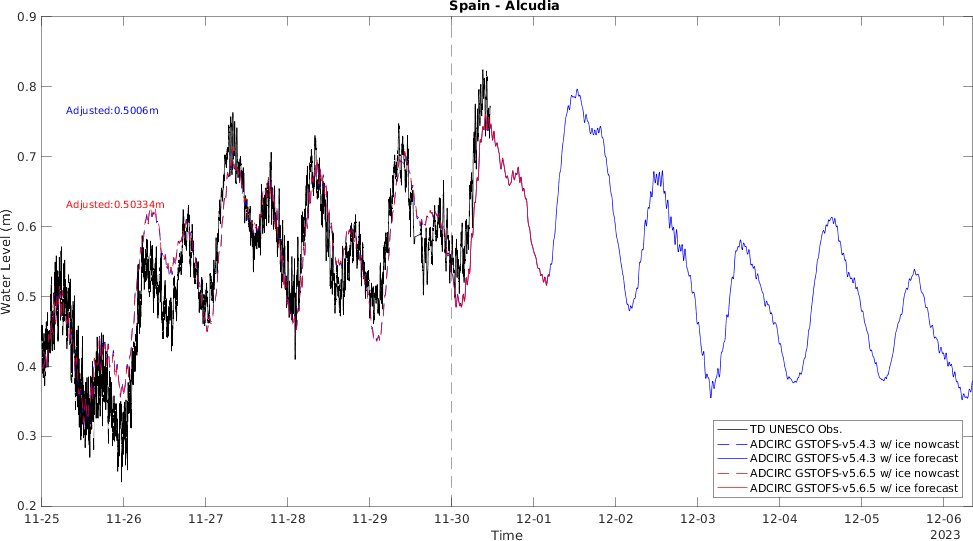 Spain - Alcudia
0.9
0.8
0.7
0.6
0.5
0.4
0.3
0.2
Water Level (m)
Adjusted:0.5006m
Adjusted:0.50334m
TD UNESCO Obs.
ADCIRC GSTOFS-v5.4.3 w/ ice nowcast
ADCIRC GSTOFS-v5.4.3 w/ ice forecast
ADCIRC GSTOFS-v5.6.5 w/ ice nowcast
ADCIRC GSTOFS-v5.6.5 w/ ice forecast
11-25 11-26 11-27 11-28 11-29 11-30 12-01 12-02 12-03 12-04 12-05 12-06
Time
2023